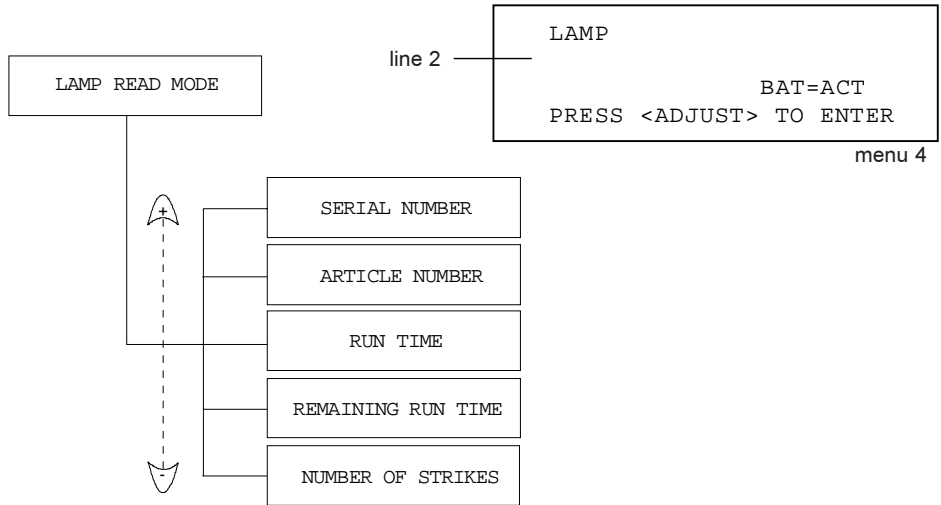 LAMP
line 2
BAT=ACT
PRESS <ADJUST> TO ENTER
menu 4
LAMP READ MODE
+
SERIAL NUMBER
ARTICLE NUMBER
RUN TIME
REMAINING RUN TIME
NUMBER OF STRIKES
-